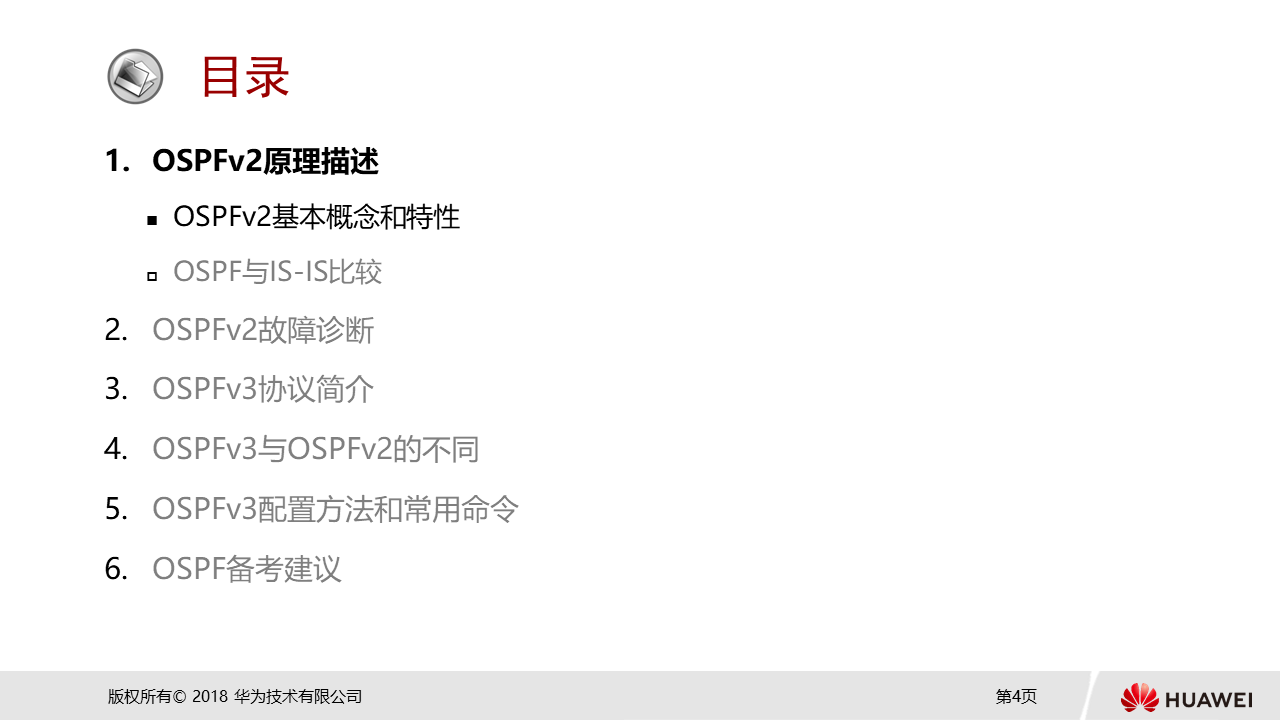 目录
1. OSPFv2原理描述
▪ OSPFv2基本概念和特性
▫ OSPF与IS-IS比较
2. OSPFv2故障诊断
3. OSPFv3协议简介
4. OSPFv3与OSPFv2的不同
5. OSPFv3配置方法和常用命令
6. OSPF备考建议
版权所有© 2018 华为技术有限公司
第4页
HUAWEI